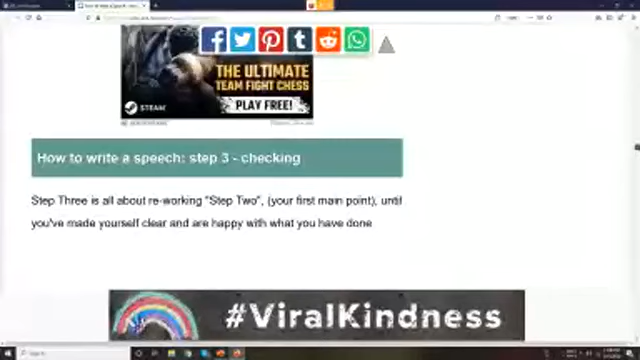 THE ULTIMATE
TEAM FIGHT CHESS
STEAM
PLAY FREE!
How to write a speech: step 3 - checking
Step Three is all about re-working "Step Two", (your first main point), until
you've made yourself clear and are happy with what you have done
#ViralKindness